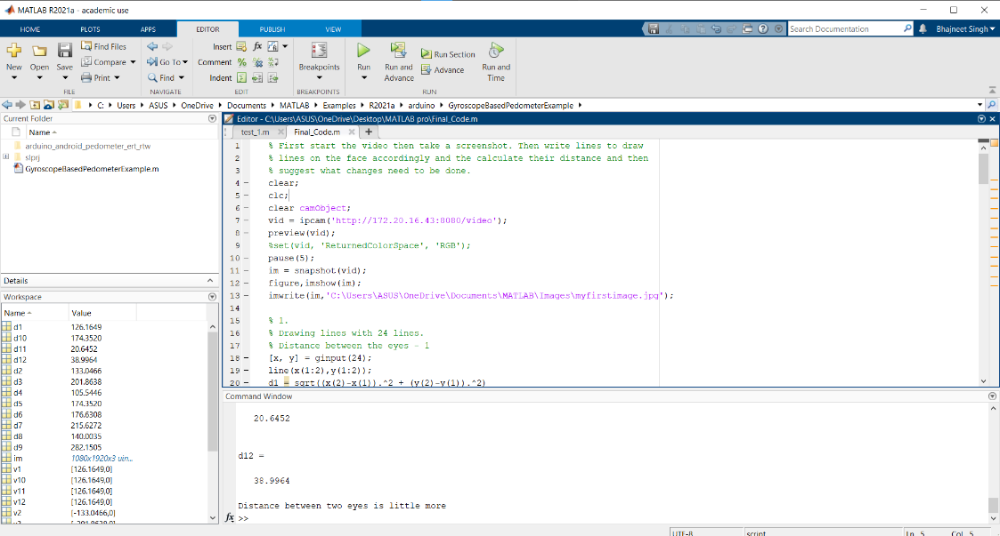 MATLAB R2021a - academic use
HOME PLOTS APPS EDITOR PUBLISH VIEW
Search Documentation
Bhajneet Singh
New Open Save
Find Files
Compare
Print
Go To
Find
Insert fx
Comment
Indent
Breakpoints
Run
Run and Advance
Run Section
Advance
Run and Time
FILE NAVIGATE EDIT BREAKPOINTS RUN
C: Users ASUS OneDrive Documents MATLAB Examples R2021a arduino GyroscopeBasedPedometerExample
Current Folder
Name
arduino_android_pedometer_ert_rtw
slprj
GyroscopeBasedPedometerExample.m
Details
Workspace
Name Value
d1 126.1649
d10 174.3520
d11 20.6452
d12 38.9964
d2 133.0466
d3 201.8638
d4 105.5446
d5 174.3520
d6 176.6308
d7 215.6272
d8 140.0035
d9 282.1505
im 1080x1920x3 uin...
v1 [126.1649,0]
v10 [126.1649,0]
v11 [126.1649,0]
v12 [126.1649,0]
v2 [-133.0466,0]
Editor - C:\Users\ASUS\OneDrive\Desktop\MATLAB pro\Final_Code.m
test_1.m Final_Code.m
1 % First start the video then take a screenshot. Then write lines to draw
2 % lines on the face accordingly and the calculate their distance and then
3 % suggest what changes need to be done.
4 clear;
5 clc;
6 clear camObject;
7 vid = ipcam('http://172.20.16.43:8080/video');
8 preview(vid);
9 %set(vid, 'ReturnedColorSpace', 'RGB');
10 pause(5);
11 im = snapshot(vid);
12 figure,imshow(im);
13 imwrite(im,'C:\Users\ASUS\OneDrive\Documents\MATLAB\Images\myfirstimage.jpg');
14
15 % 1.
16 % Drawing lines with 24 lines.
17 % Distance between the eyes - 1
18 [x, y] = ginput(24);
19 line(x(1:2),y(1:2));
20 d1 = sqrt((x(2)-x(1)).^2 + (y(2)-y(1)).^2)
Command Window
20.6452
d12 =
38.9964
Distance between two eyes is little more
fx >>
UTF-8 script Ln 5 Col 5